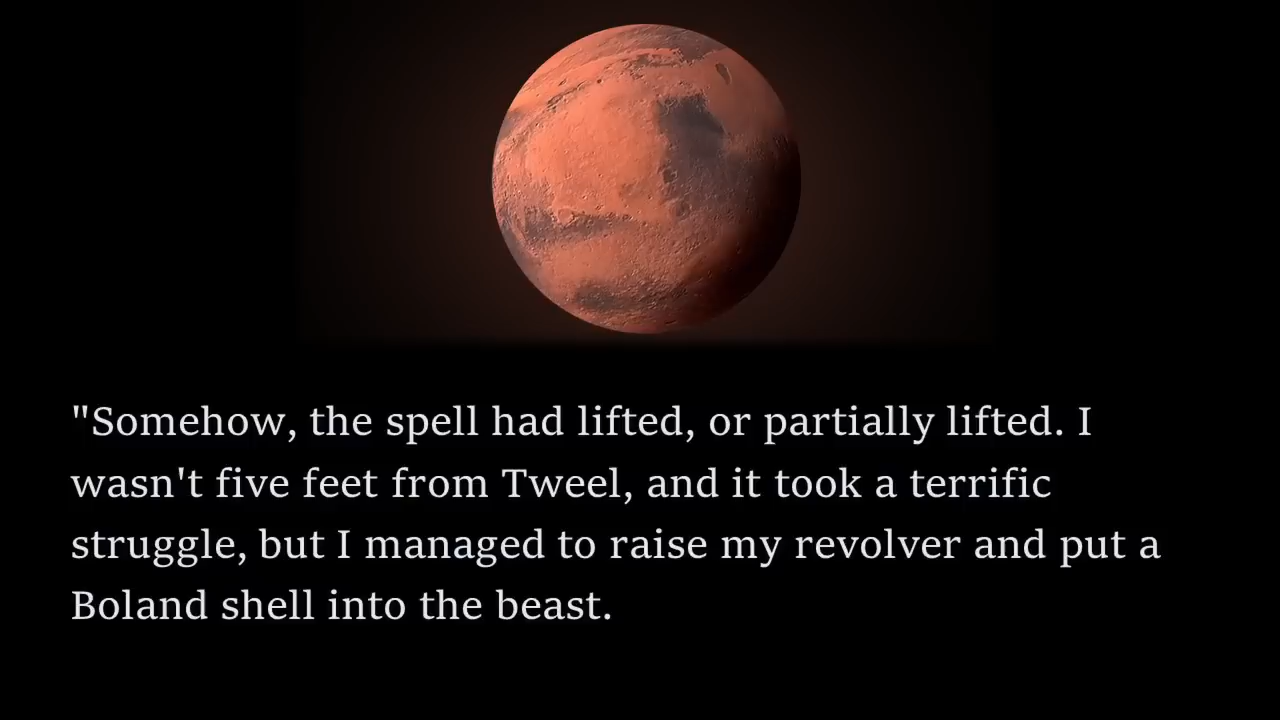 "Somehow, the spell had lifted, or partially lifted. I
wasn't five feet from Tweel, and it took a terrific
struggle, but I managed to raise my revolver and put a
Boland shell into the beast.